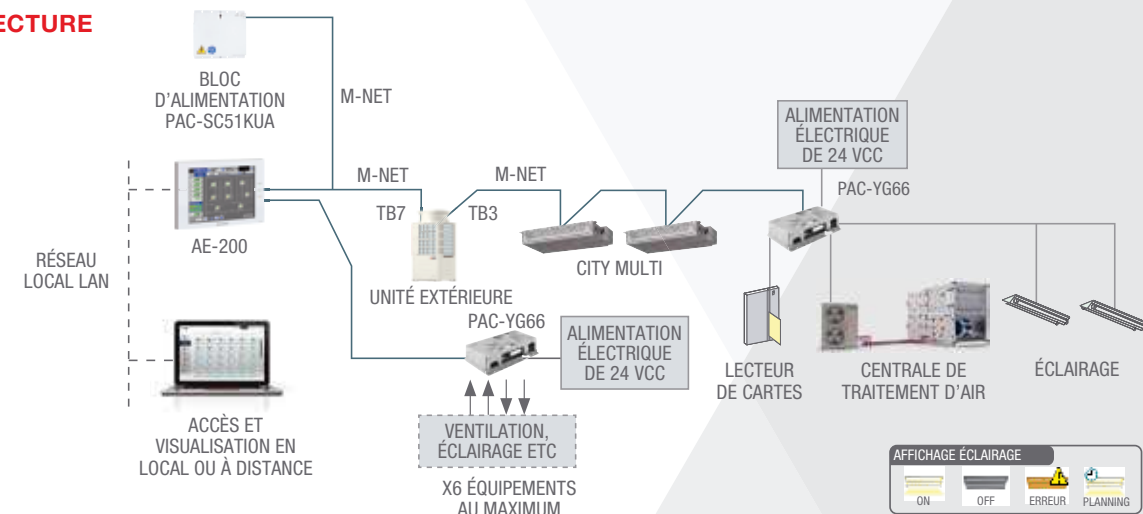 ECTURE
BLOC
D'ALIMENTATION
PAC-SC51KUA
M-NET
AE-200
RÉSEAU
LOCAL LAN
ACCÈS ET
VISUALISATION EN
LOCAL OU À DISTANCE
M-NET
TB7
TB3
M-NET
UNITÉ EXTÉRIEURE
CITY MULTI
PAC-YG66
ALIMENTATION
ÉLECTRIQUE
DE 24 VCC
VENTILATION,
ÉCLAIRAGE ETC
X6 ÉQUIPEMENTS
AU MAXIMUM
ALIMENTATION
ÉLECTRIQUE
DE 24 VCC
PAC-YG66
LECTEUR
DE CARTES
CENTRALE DE
TRAITEMENT D'AIR
ÉCLAIRAGE
AFFICHAGE ÉCLAIRAGE
ON
OFF
ERREUR
PLANNING